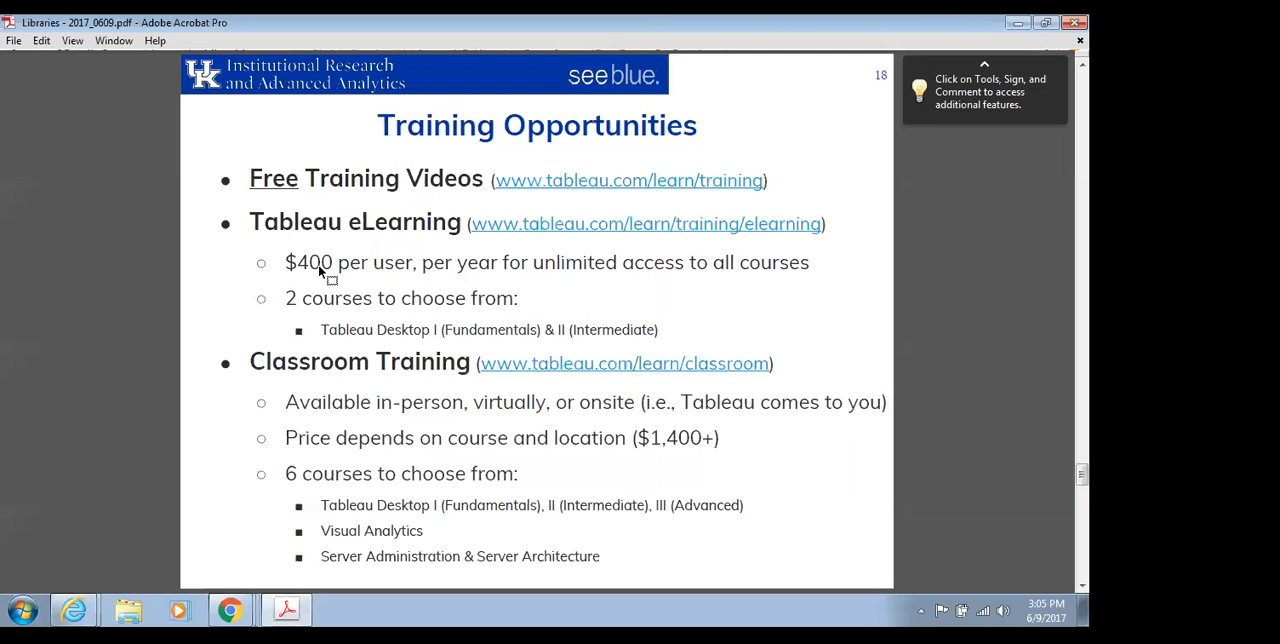 Libraries - 2017_0609.pdf - Adobe Acrobat Pro
File Edit View Window Help
UK Institutional Research
and Advanced Analytics
see blue.
18
Click on Tools, Sign, and
Comment to access
additional features.
Training Opportunities
• Free Training Videos (www.tableau.com/learn/training)
• Tableau eLearning (www.tableau.com/learn/training/elearning)
○ $400 per user, per year for unlimited access to all courses
○ 2 courses to choose from:
■ Tableau Desktop I (Fundamentals) & II (Intermediate)
• Classroom Training (www.tableau.com/learn/classroom)
○ Available in-person, virtually, or onsite (i.e., Tableau comes to you)
○ Price depends on course and location ($1,400+)
○ 6 courses to choose from:
■ Tableau Desktop I (Fundamentals), II (Intermediate), III (Advanced)
■ Visual Analytics
■ Server Administration & Server Architecture
3:05 PM
6/9/2017